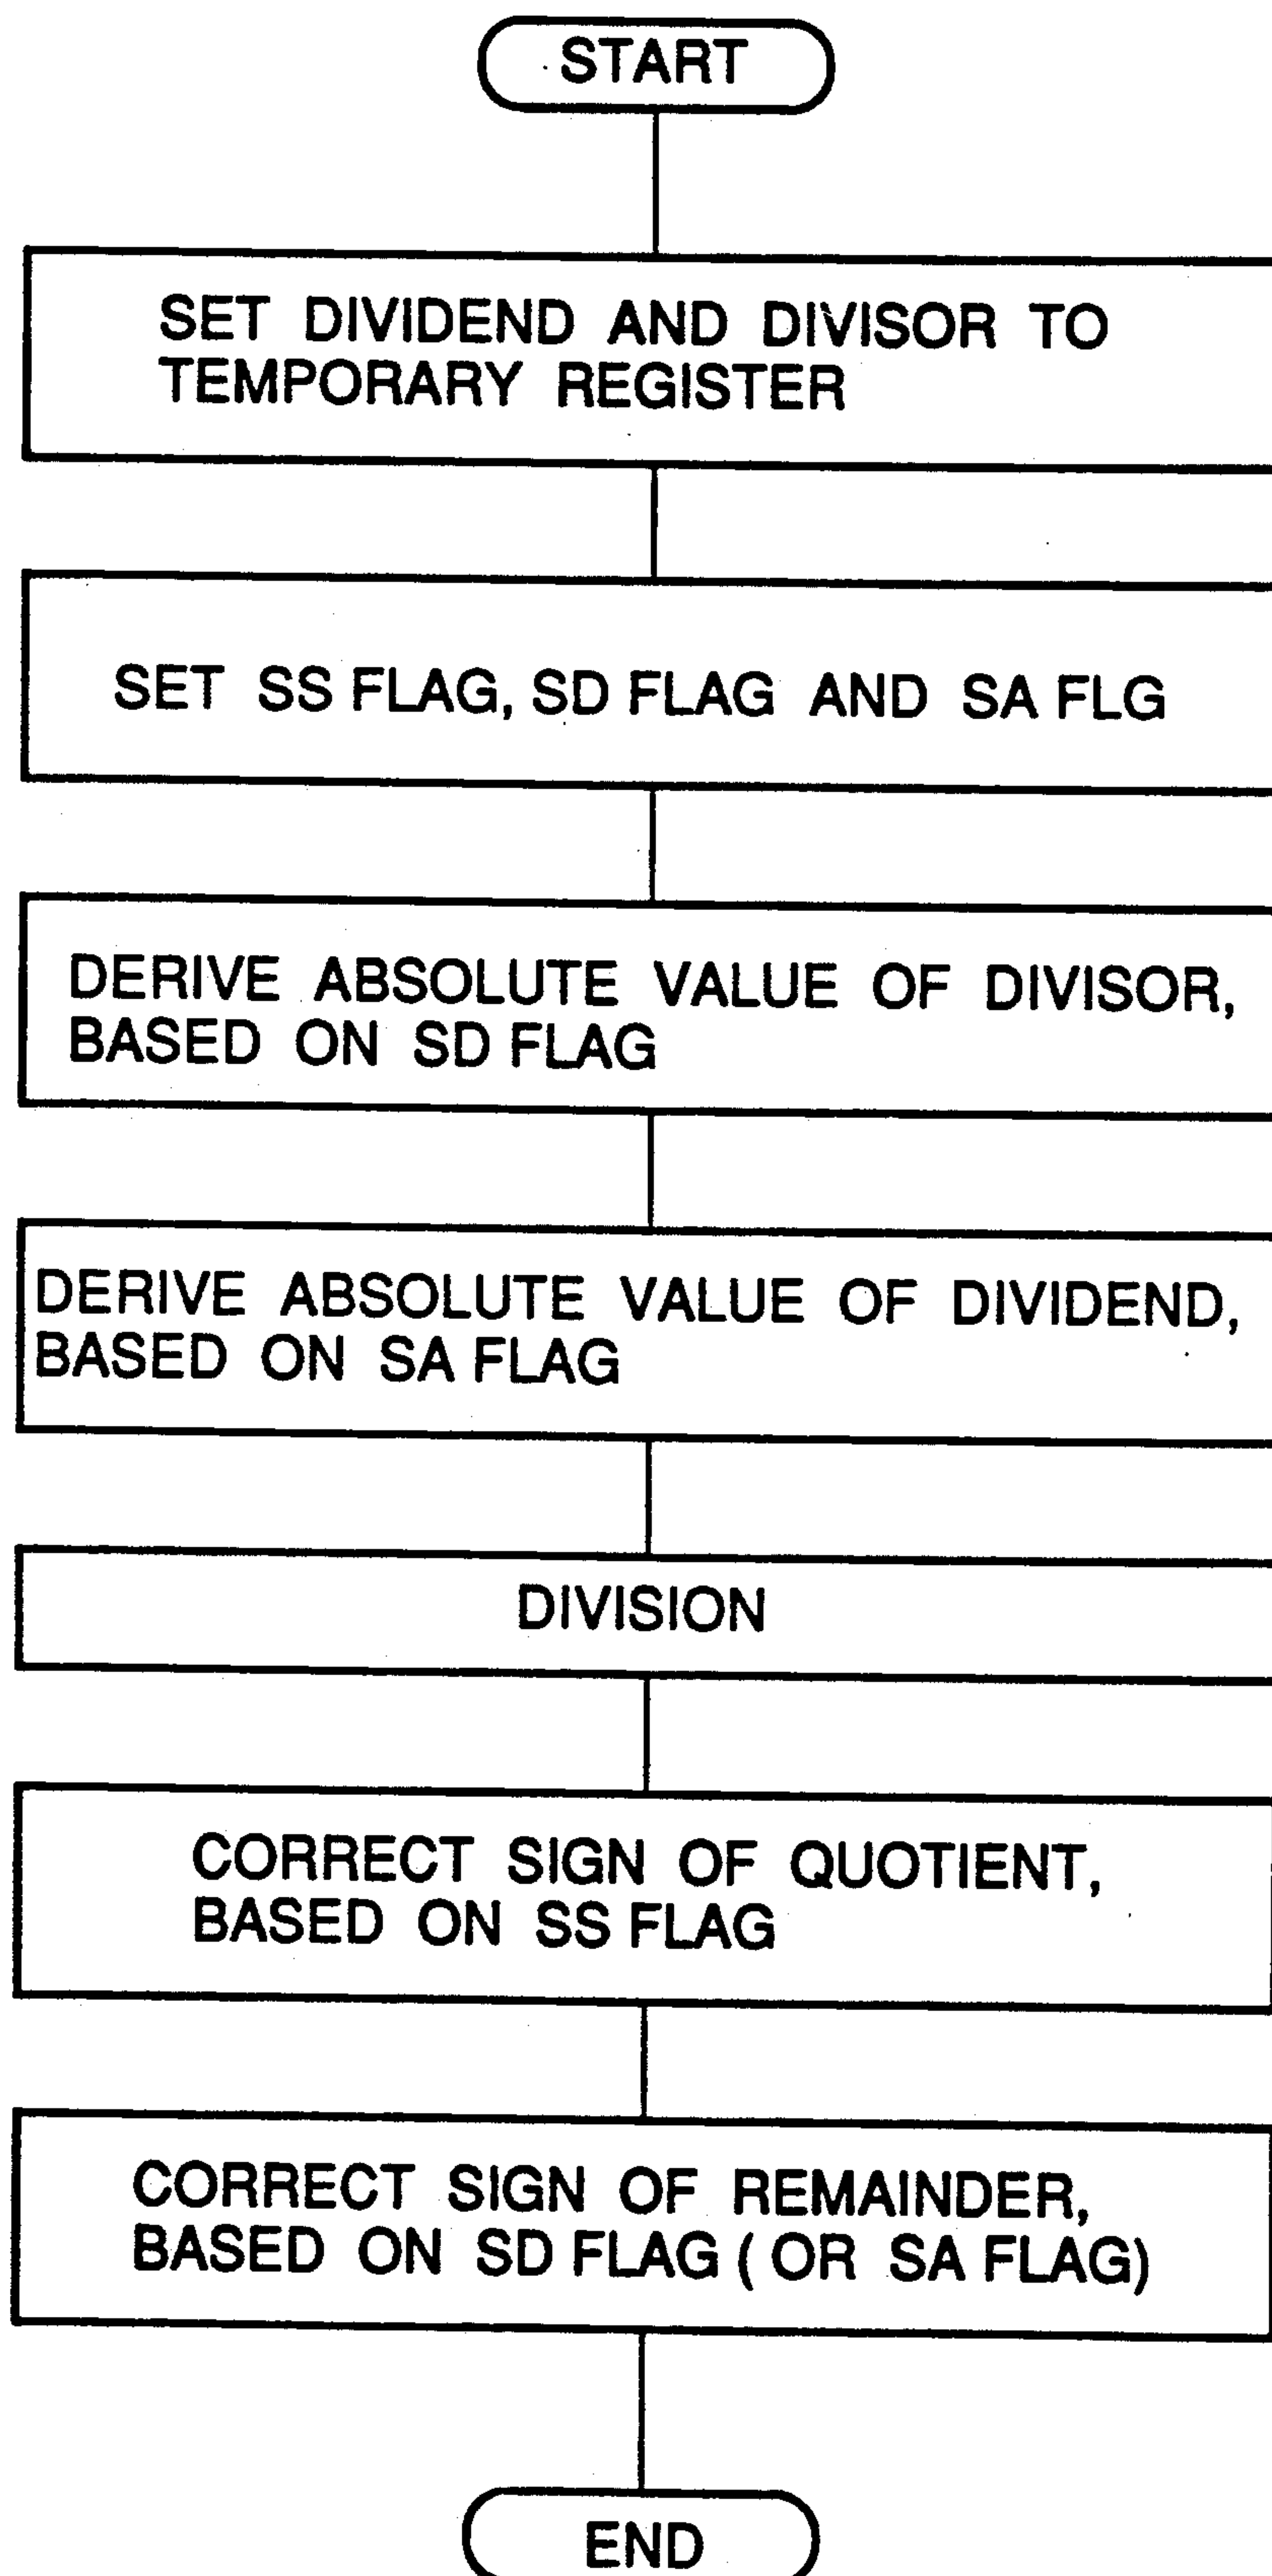 START
SET DIVIDEND AND DIVISOR TO
TEMPORARY REGISTER
SET SS FLAG, SD FLAG AND SA FLG
DERIVE ABSOLUTE VALUE OF DIVISOR,
BASED ON SD FLAG
DERIVE ABSOLUTE VALUE OF DIVIDEND,
BASED ON SA FLAG
DIVISION
CORRECT SIGN OF QUOTIENT,
BASED ON SS FLAG
CORRECT SIGN OF REMAINDER,
BASED ON SD FLAG ( OR SA FLAG)
END